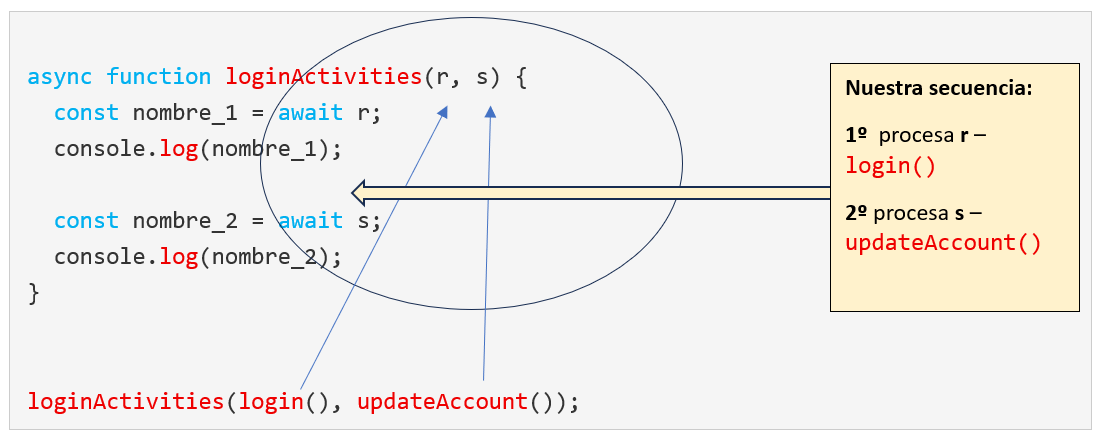 async function loginActivities(r, s) {
  const nombre_1 = await r;
  console.log(nombre_1);
  const nombre_2 = await s;
  console.log(nombre_2);
}
loginActivities(login(), updateAccount());
Nuestra secuencia:
1º procesa r –
login()
2º procesa s –
updateAccount()